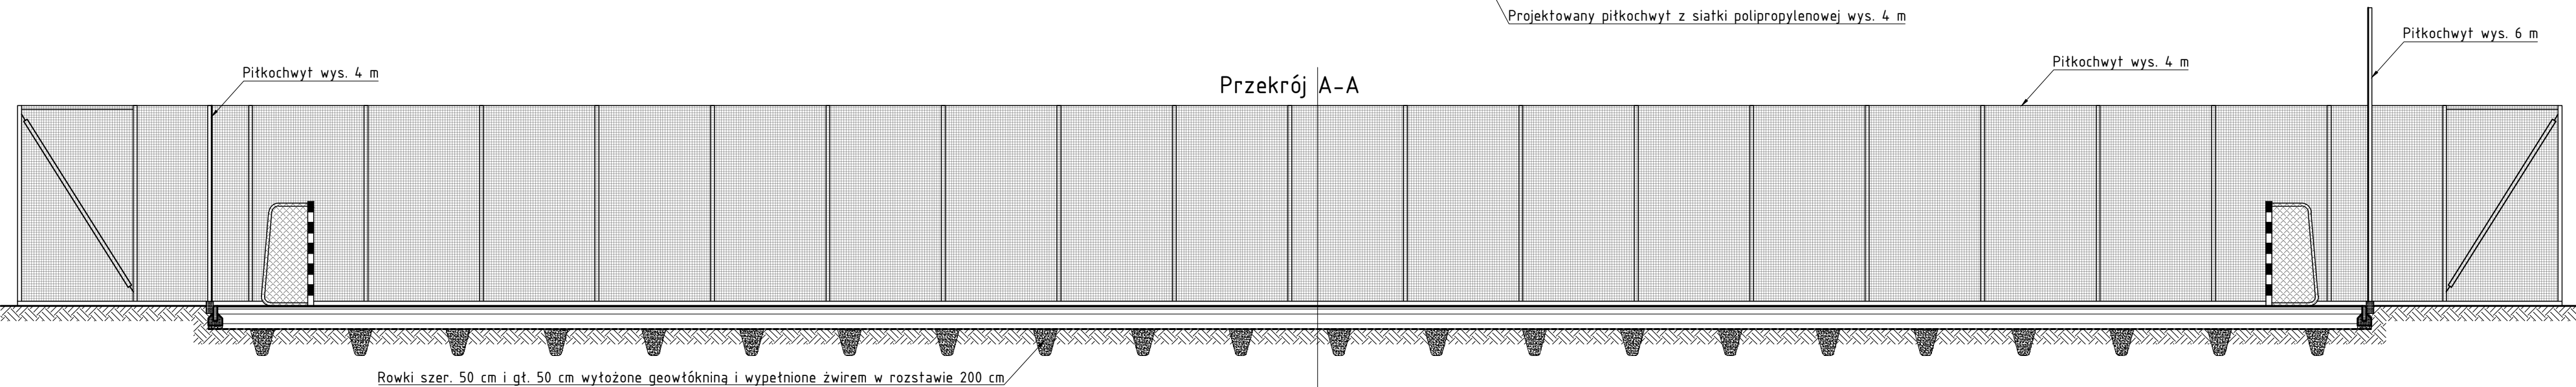 Projektowany piłkochwyt z siatki polipropylenowej wys. 4 m
Piłkochwyt wys. 6 m
Piłkochwyt wys. 4 m
Piłkochwyt wys. 4 m
Przekrój A-A
Rowki szer. 50 cm i gł. 50 cm wyłożone geowłókniną i wypełnione żwirem w rozstawie 200 cm